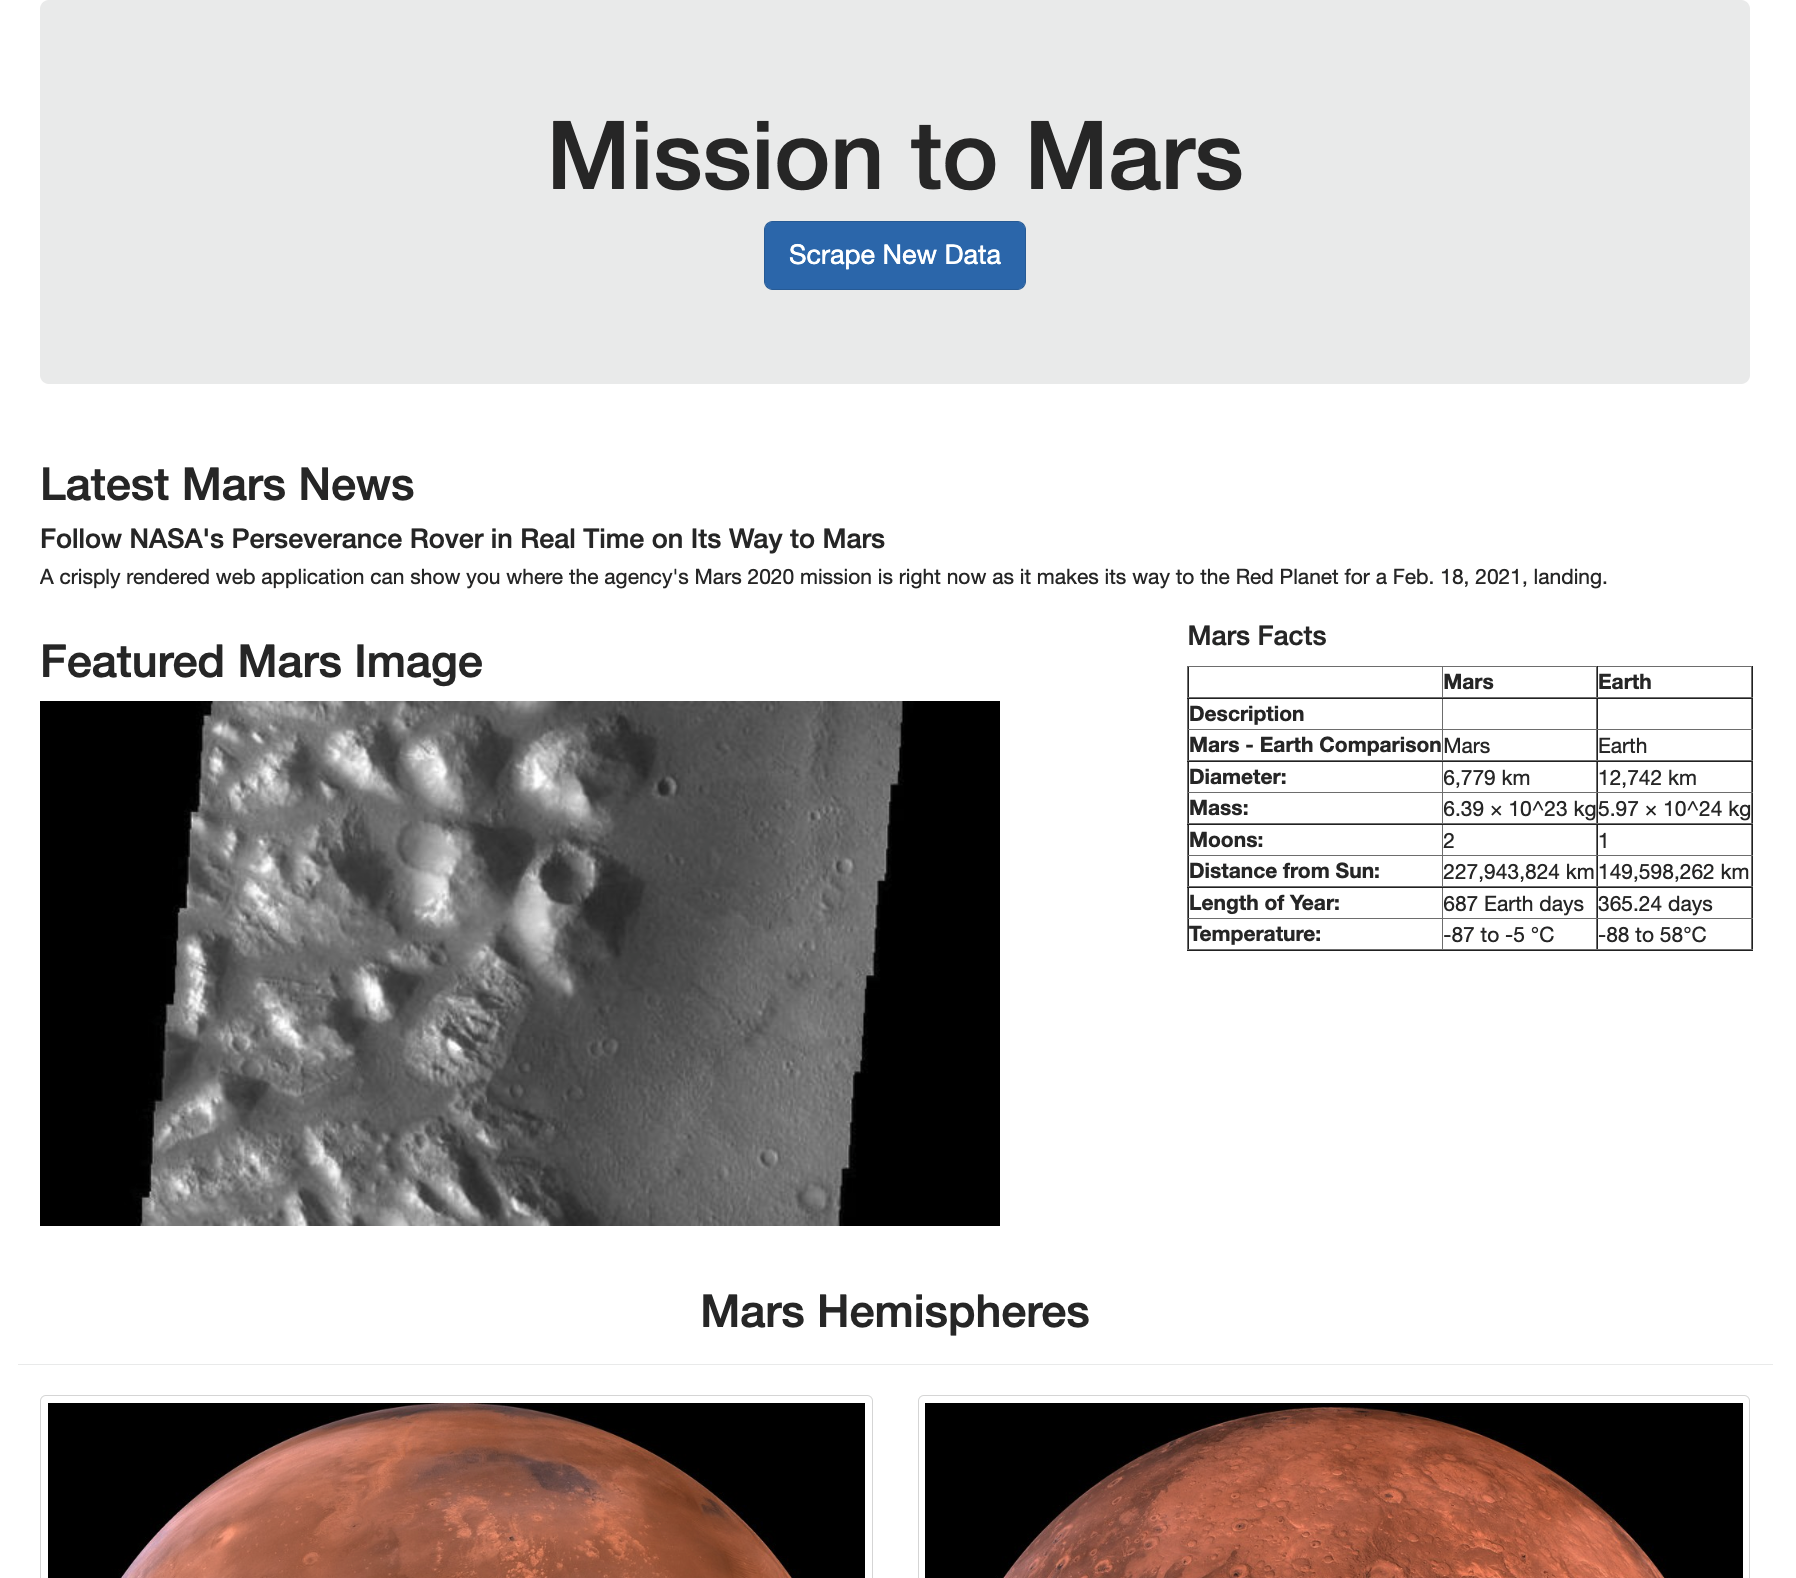 Mission to Mars
Scrape New Data
Latest Mars News
Follow NASA's Perseverance Rover in Real Time on Its Way to Mars
A crisply rendered web application can show you where the agency's Mars 2020 mission is right now as it makes its way to the Red Planet for a Feb. 18, 2021, landing.
Featured Mars Image
Mars Facts
Mars Earth
Description
Mars - Earth Comparison Mars Earth
Diameter: 6,779 km 12,742 km
Mass: 6.39 × 10^23 kg 5.97 × 10^24 kg
Moons: 2 1
Distance from Sun: 227,943,824 km 149,598,262 km
Length of Year: 687 Earth days 365.24 days
Temperature: -87 to -5 °C -88 to 58°C
Mars Hemispheres